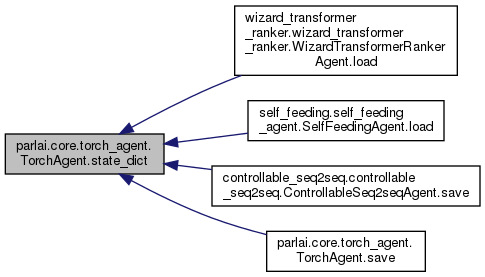 wizard_transformer
_ranker.wizard_transformer
_ranker.WizardTransformerRanker
Agent.load
self_feeding.self_feeding
_agent.SelfFeedingAgent.load
parlai.core.torch_agent.
TorchAgent.state_dict
controllable_seq2seq.controllable
_seq2seq.ControllableSeq2seqAgent.save
parlai.core.torch_agent.
TorchAgent.save